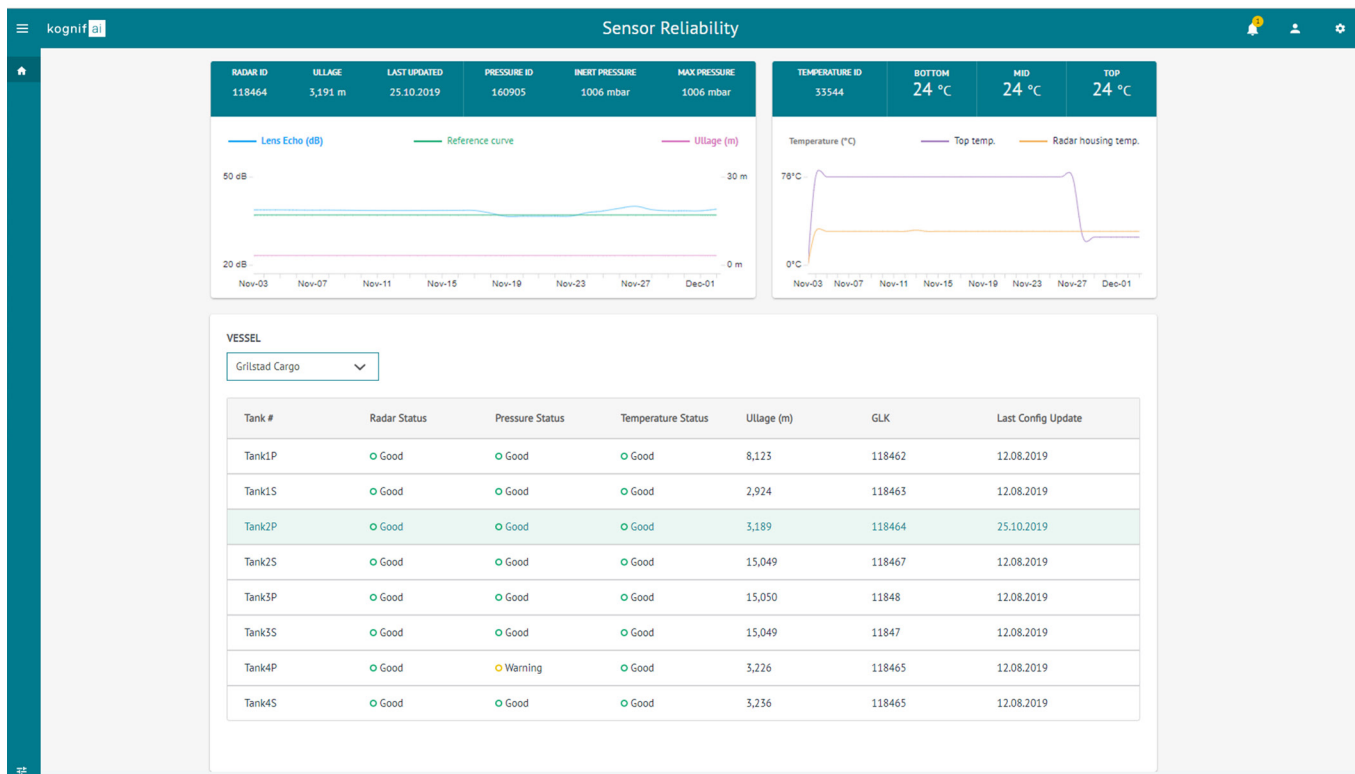 kognifai
Sensor Reliability
1
RADAR ID ULLAGE LAST UPDATED PRESSURE ID INERT PRESSURE MAX PRESSURE
118464 3,191 m 25.10.2019 160905 1006 mbar 1006 mbar
Lens Echo (dB) Reference curve Ullage (m)
50 dB 30 m
20 dB 0 m
Nov-03 Nov-07 Nov-11 Nov-15 Nov-19 Nov-23 Nov-27 Dec-01
TEMPERATURE ID BOTTOM MID TOP
33544 24 °C 24 °C 24 °C
Temperature (°C) Top temp. Radar housing temp.
76°C
0°C
Nov-03 Nov-07 Nov-11 Nov-15 Nov-19 Nov-23 Nov-27 Dec-01
VESSEL
Grilstad Cargo
Tank # Radar Status Pressure Status Temperature Status Ullage (m) GLK Last Config Update
Tank1P Good Good Good 8,123 118462 12.08.2019
Tank1S Good Good Good 2,924 118463 12.08.2019
Tank2P Good Good Good 3,189 118464 25.10.2019
Tank2S Good Good Good 15,049 118467 12.08.2019
Tank3P Good Good Good 15,050 11848 12.08.2019
Tank3S Good Good Good 15,049 11847 12.08.2019
Tank4P Good Warning Good 3,226 118465 12.08.2019
Tank4S Good Good Good 3,236 118465 12.08.2019